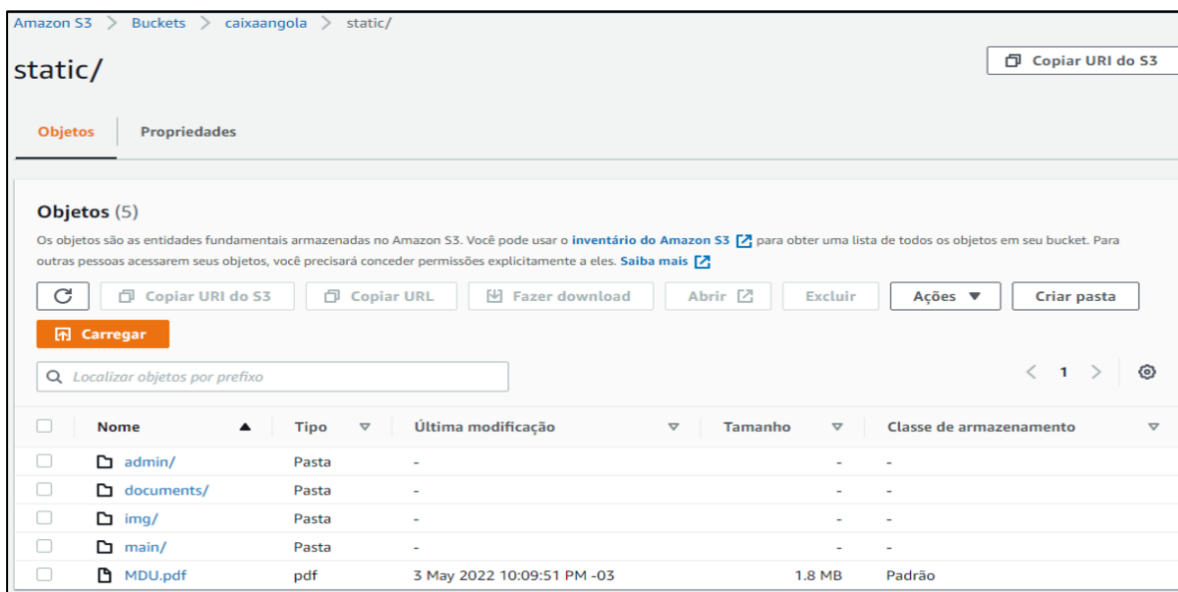 Amazon S3 > Buckets > caixaangola > static/
static/
Copiar URI do S3
Objetos
Propriedades
Objetos (5)
Os objetos são as entidades fundamentais armazenadas no Amazon S3. Você pode usar o inventário do Amazon S3 para obter uma lista de todos os objetos em seu bucket. Para
outras pessoas acessarem seus objetos, você precisará conceder permissões explicitamente a eles. Saiba mais
Copiar URI do S3 Copiar URL Fazer download Abrir Excluir Ações Criar pasta
Carregar
Localizar objetos por prefixo < 1 >
Nome Tipo Última modificação Tamanho Classe de armazenamento
admin/ Pasta - - -
documents/ Pasta - - -
img/ Pasta - - -
main/ Pasta - - -
MDU.pdf pdf 3 May 2022 10:09:51 PM -03 1.8 MB Padrão